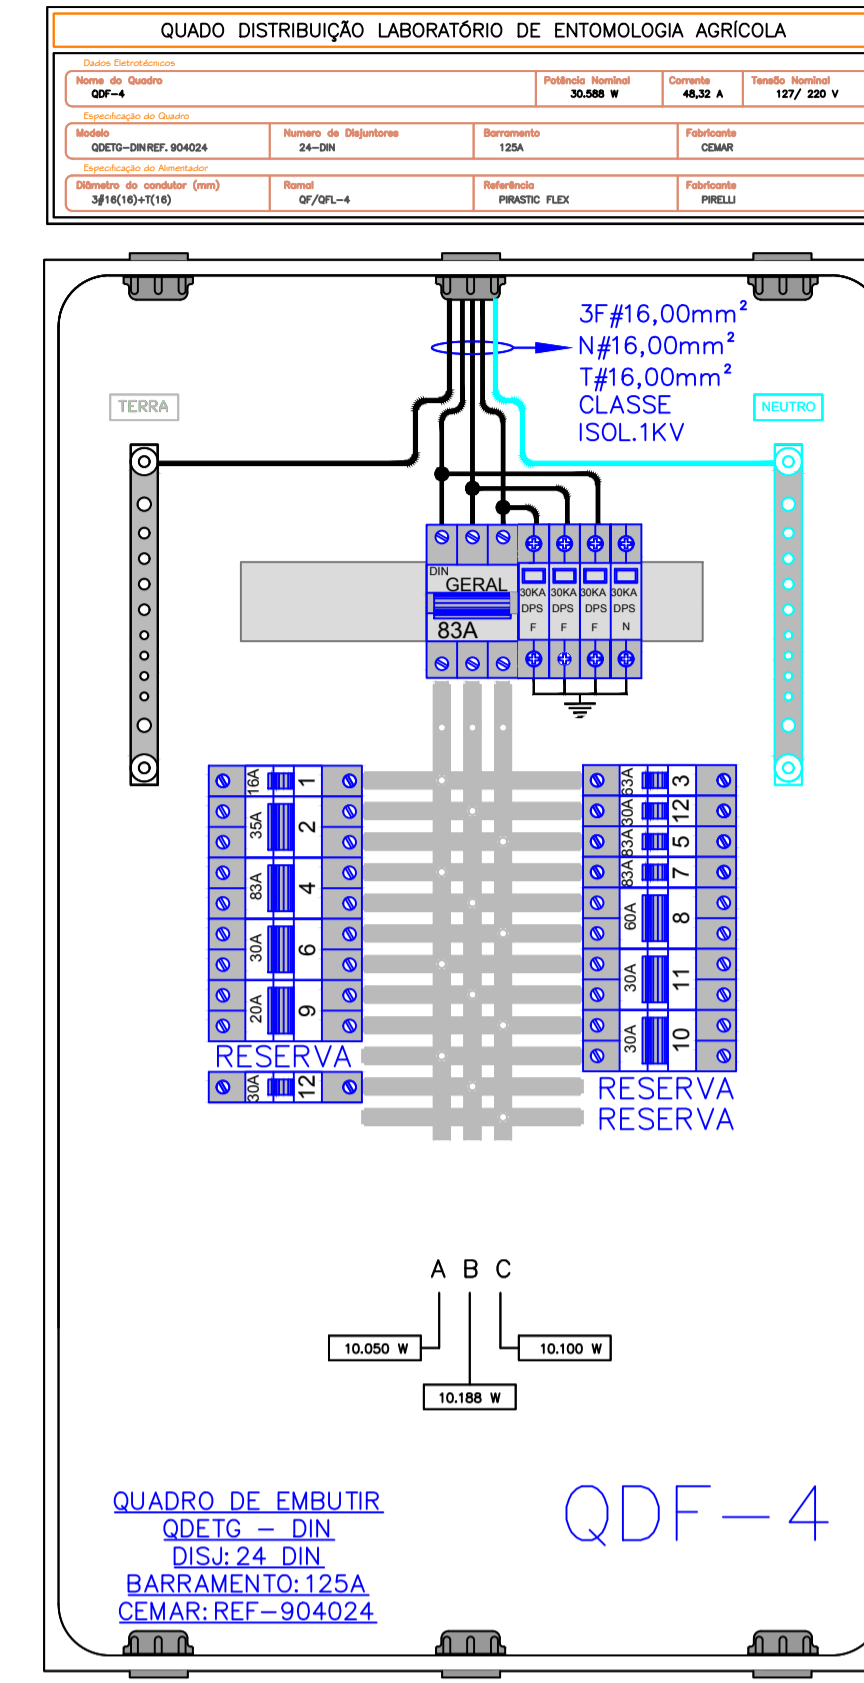 QUADO DISTRIBUIÇÃO LABORATÓRIO DE ENTOMOLOGIA AGRÍCOLA
Dados Eletrotécnicos
Nome do Quadro Potência Nominal Corrente Tensão Nominal
QDF-4 30.588 W 48,32 A 127/ 220 V
Especificação do Quadro
Modelo Numero de Disjuntores Barramento Fabricante
QDETG-DIN REF. 904024 24-DIN 125A CEMAR
Especificação do Alimentador
Diâmetro do condutor (mm) Ramal Referência Fabricante
3#16(16)+T(16) QF/QFL-4 PIRASTIC FLEX PIRELLI
3F#16,00mm²
N#16,00mm²
T#16,00mm²
CLASSE
ISOL.1KV
TERRA
NEUTRO
DIN
GERAL
83A
30KA 30KA 30KA 30KA
DPS DPS DPS DPS
F F F N
16A 1
35A 2
83A 4
30A 6
20A 9
RESERVA
30A 12
63A 3
30A 12
83A 5
83A 7
60A 8
30A 11
30A 10
RESERVA
RESERVA
A B C
10.050 W 10.100 W
10.188 W
QUADRO DE EMBUTIR
QDETG - DIN
DISJ: 24 DIN
BARRAMENTO: 125A
CEMAR: REF-904024
QDF-4